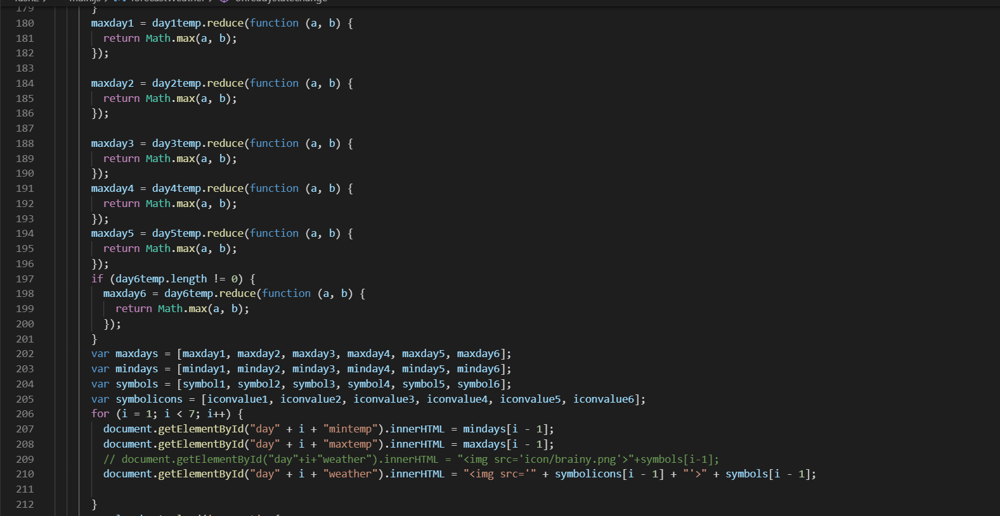 179 }
180 maxday1 = day1temp.reduce(function (a, b) {
181 return Math.max(a, b);
182 });
183
184 maxday2 = day2temp.reduce(function (a, b) {
185 return Math.max(a, b);
186 });
187
188 maxday3 = day3temp.reduce(function (a, b) {
189 return Math.max(a, b);
190 });
191 maxday4 = day4temp.reduce(function (a, b) {
192 return Math.max(a, b);
193 });
194 maxday5 = day5temp.reduce(function (a, b) {
195 return Math.max(a, b);
196 });
197 if (day6temp.length != 0) {
198 maxday6 = day6temp.reduce(function (a, b) {
199 return Math.max(a, b);
200 });
201 }
202 var maxdays = [maxday1, maxday2, maxday3, maxday4, maxday5, maxday6];
203 var mindays = [minday1, minday2, minday3, minday4, minday5, minday6];
204 var symbols = [symbol1, symbol2, symbol3, symbol4, symbol5, symbol6];
205 var symbolicons = [iconvalue1, iconvalue2, iconvalue3, iconvalue4, iconvalue5, iconvalue6];
206 for (i = 1; i < 7; i++) {
207 document.getElementById("day" + i + "mintemp").innerHTML = mindays[i - 1];
208 document.getElementById("day" + i + "maxtemp").innerHTML = maxdays[i - 1];
209 // document.getElementById("day"+i+"weather").innerHTML = "<img src='icon/brainy.png'>"+symbols[i-1];
210 document.getElementById("day" + i + "weather").innerHTML = "<img src='" + symbolicons[i - 1] + "'>" + symbols[i - 1];
211
212 }